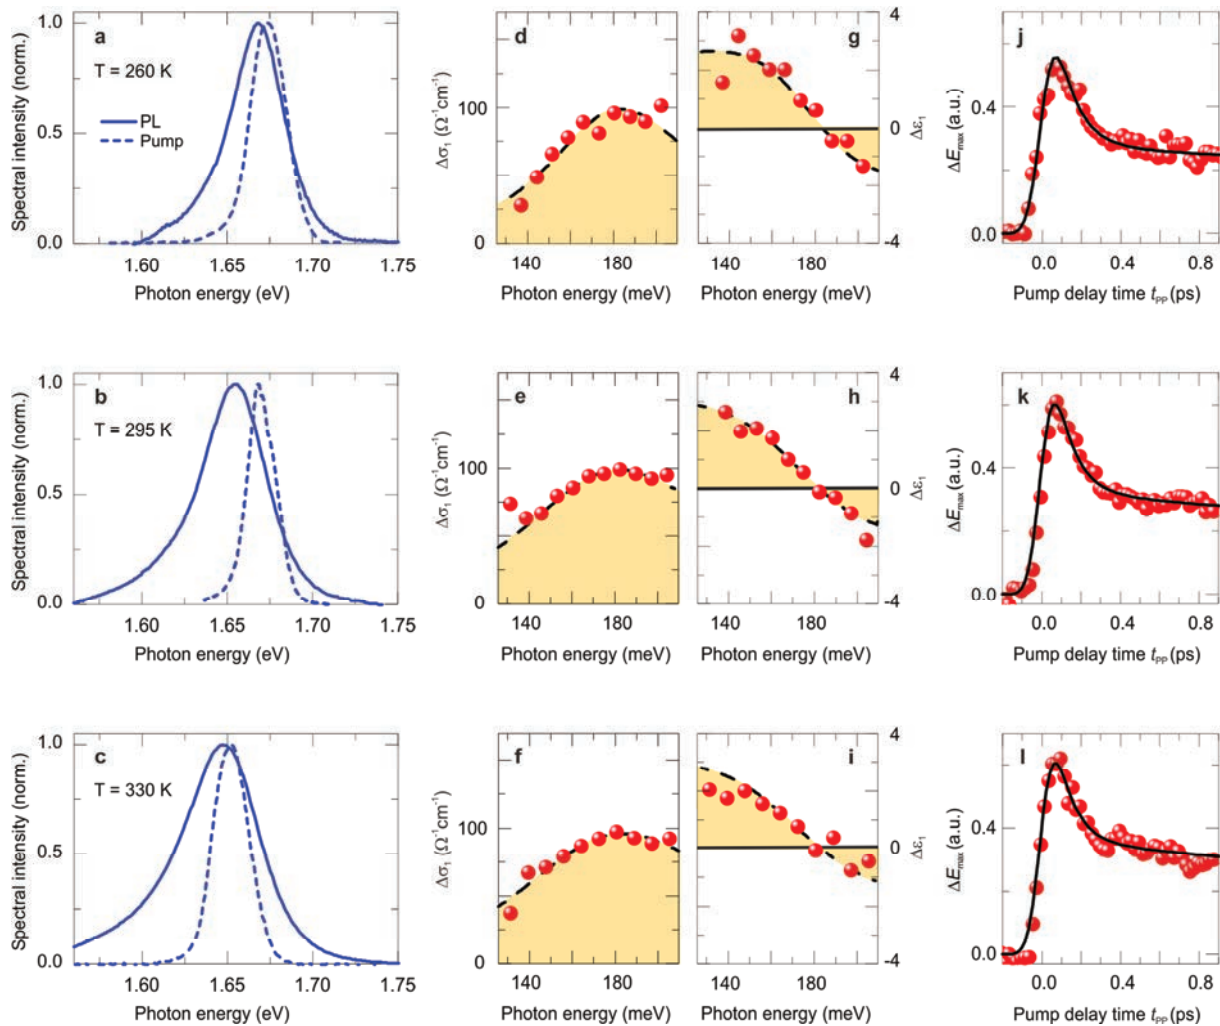 a
T = 260 K
PL
Pump
Spectral intensity (norm.)
1.0
0.5
0.0
1.60 1.65 1.70 1.75
Photon energy (eV)
d
Δσ₁ (Ω⁻¹cm⁻¹)
100
0
140 180
Photon energy (meV)
g
4
0
-4
Δε₁
140 180
Photon energy (meV)
j
ΔEmax (a.u.)
0.4
0.0
0.0 0.4 0.8
Pump delay time tPP (ps)
b
T = 295 K
Spectral intensity (norm.)
1.0
0.5
0.0
1.60 1.65 1.70 1.75
Photon energy (eV)
e
Δσ₁ (Ω⁻¹cm⁻¹)
100
0
140 180
Photon energy (meV)
h
4
0
-4
Δε₁
140 180
Photon energy (meV)
k
ΔEmax (a.u.)
0.4
0.0
0.0 0.4 0.8
Pump delay time tPP (ps)
c
T = 330 K
Spectral intensity (norm.)
1.0
0.5
0.0
1.60 1.65 1.70 1.75
Photon energy (eV)
f
Δσ₁ (Ω⁻¹cm⁻¹)
100
0
140 180
Photon energy (meV)
i
4
0
-4
Δε₁
140 180
Photon energy (meV)
l
ΔEmax (a.u.)
0.4
0.0
0.0 0.4 0.8
Pump delay time tPP (ps)